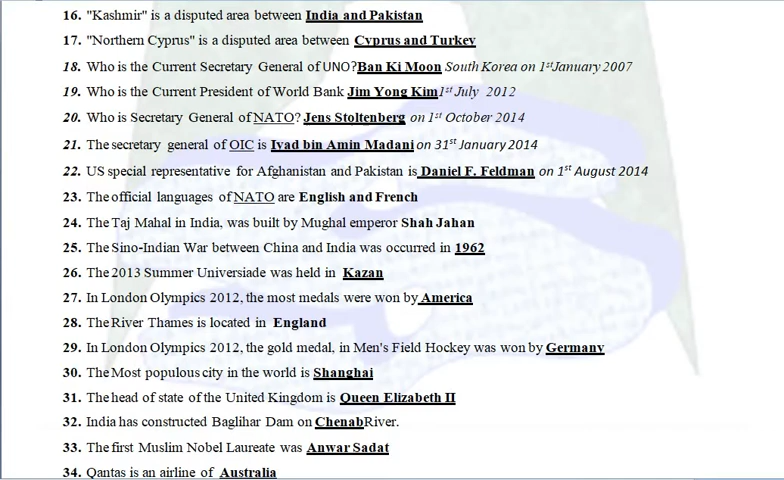 16. "Kashmir" is a disputed area between India and Pakistan
17. "Northern Cyprus" is a disputed area between Cyprus and Turkey
18. Who is the Current Secretary General of UNO?Ban Ki Moon South Korea on 1stJanuary 2007
19. Who is the Current President of World Bank Jim Yong Kim1st July 2012
20. Who is Secretary General of NATO? Jens Stoltenberg on 1st October 2014
21. The secretary general of OIC is Iyad bin Amin Madani on 31st January 2014
22. US special representative for Afghanistan and Pakistan is Daniel F. Feldman on 1st August 2014
23. The official languages of NATO are English and French
24. The Taj Mahal in India, was built by Mughal emperor Shah Jahan
25. The Sino-Indian War between China and India was occurred in 1962
26. The 2013 Summer Universiade was held in Kazan
27. In London Olympics 2012, the most medals were won by America
28. The River Thames is located in England
29. In London Olympics 2012, the gold medal, in Men's Field Hockey was won by Germany
30. The Most populous city in the world is Shanghai
31. The head of state of the United Kingdom is Queen Elizabeth II
32. India has constructed Baglihar Dam on ChenabRiver.
33. The first Muslim Nobel Laureate was Anwar Sadat
34. Qantas is an airline of Australia